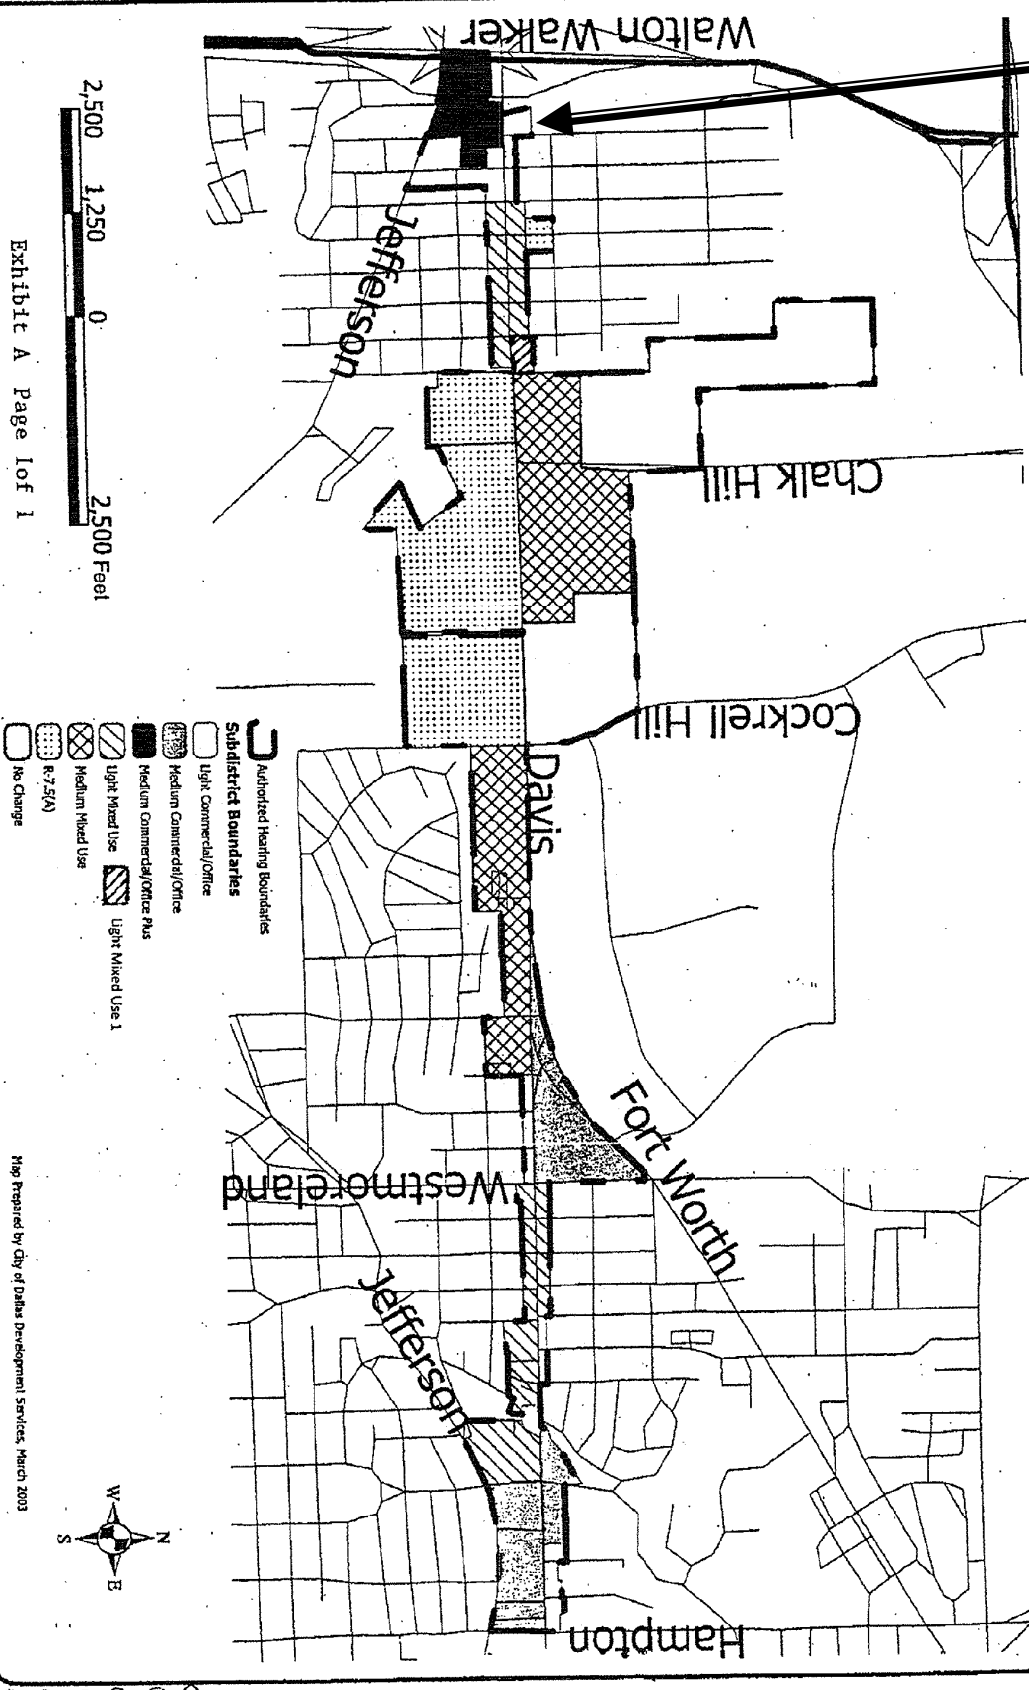 Walton Walker
Jefferson
Chalk Hill
Cockrell Hill
Davis
Fort Worth
Westmoreland
Jefferson
Hampton
2,500 1,250 0 2,500 Feet
Exhibit A Page 1of 1
Authorized Hearing Boundaries
Subdistrict Boundaries
Light Commercial/Office
Medium Commercial/Office
Medium Commercial/Office Plus
Light Mixed Use
Light Mixed Use 1
Medium Mixed Use
R-7.5(A)
No Change
Map Prepared by City of Dallas Development Services, March 2003
N
W
E
S